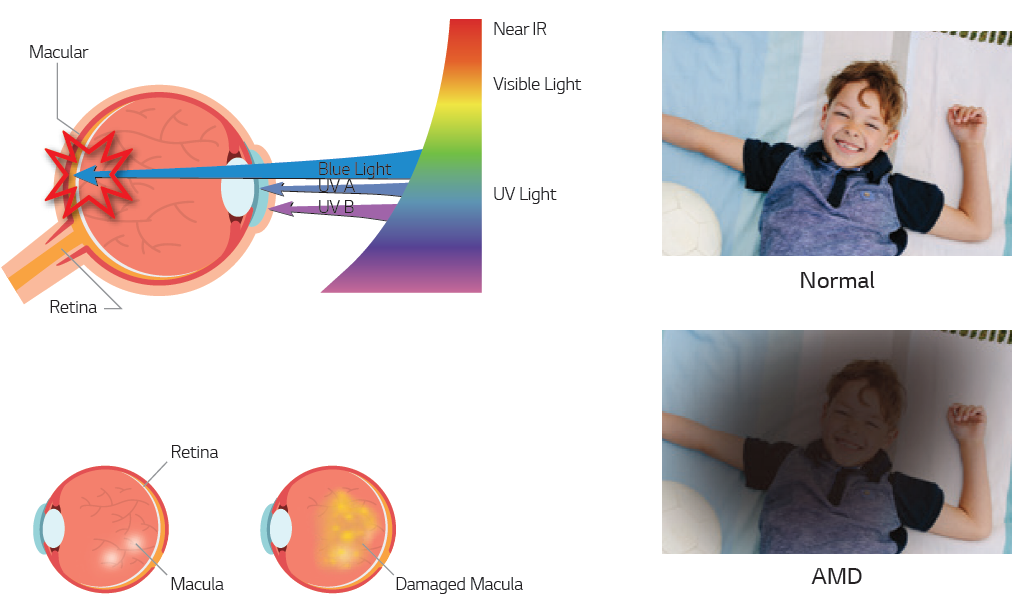 Near IR
Macular
Visible Light
Blue Light
UV A
UV Light
UV B
Normal
Retina
Retina
Macula
Damaged Macula
AMD